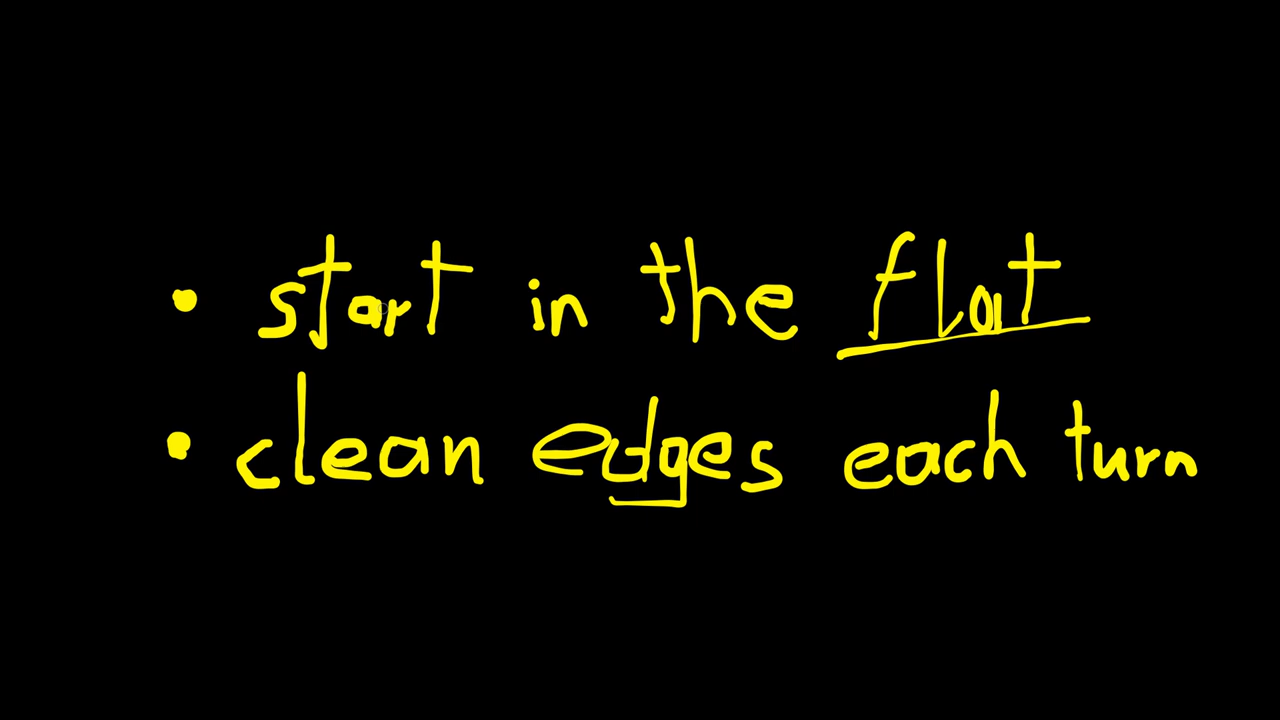 • start in the flat
• clean edges each turn